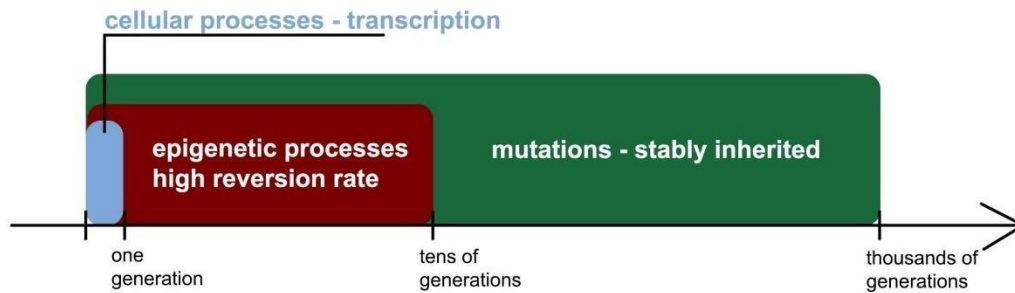 cellular processes - transcription
epigenetic processes
high reversion rate
mutations - stably inherited
one
generation
tens of
generations
thousands of
generations